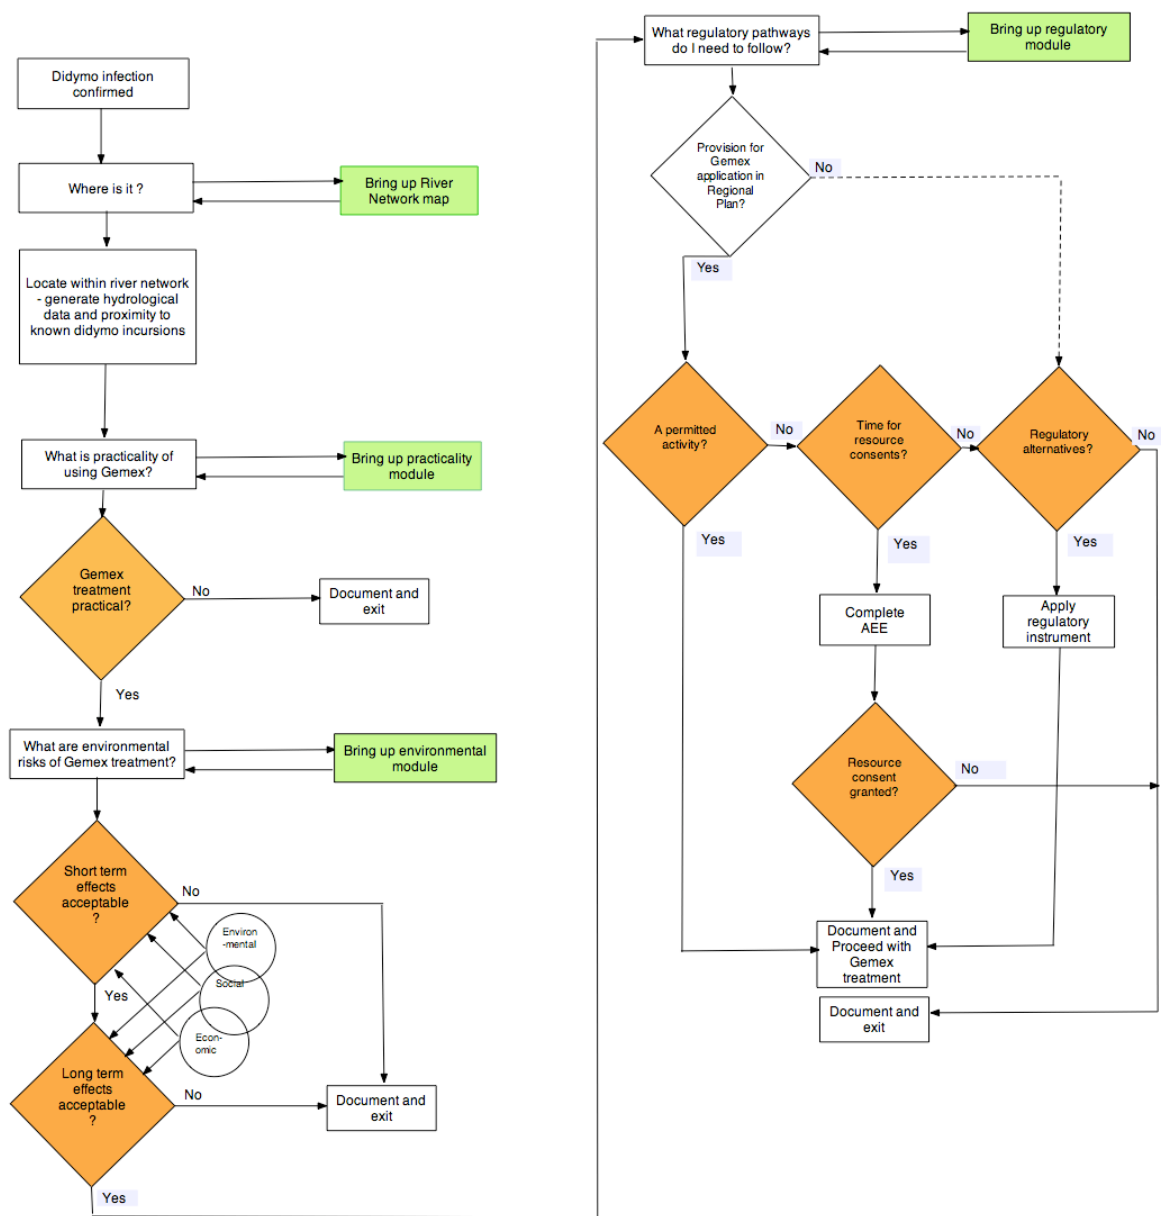 Didymo infection
confirmed
Where is it ?
Bring up River
Network map
Locate within river network
- generate hydrological
data and proximity to
known didymo incursions
What is practicality of
using Gemex?
Bring up practicality
module
Gemex
treatment
practical?
No
Document and
exit
Yes
What are environmental
risks of Gemex treatment?
Bring up environmental
module
Short term
effects
acceptable
?
No
Environ
-mental
Social
Econ-
omic
Yes
Long term
effects
acceptable
?
No
Document and
exit
Yes
What regulatory pathways
do I need to follow?
Bring up regulatory
module
Provision for
Gemex
application in
Regional
Plan?
No
Yes
A permitted
activity?
No
Time for
resource
consents?
No
Regulatory
alternatives?
No
Yes
Yes
Yes
Complete
AEE
Apply
regulatory
instrument
Resource
consent
granted?
No
Yes
Document and
Proceed with
Gemex
treatment
Document and
exit